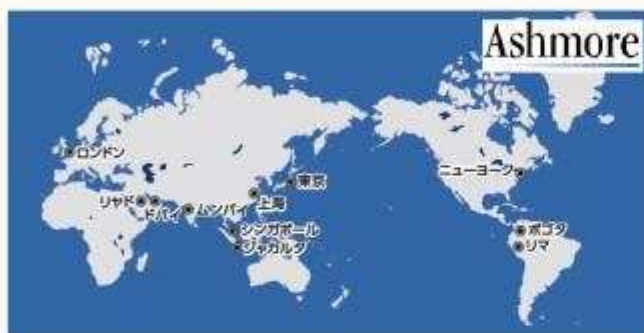 Ashmore
ロンドン
東京
ニューヨーク
リヤド
ドバイ
ムンバイ
上海
シンガポール
ジャカルタ
ボゴタ
リマ